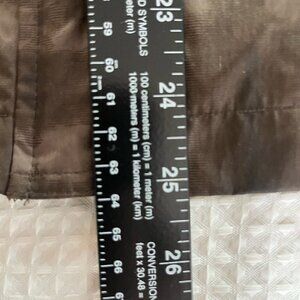 23 24 25 26
D SYMBOLS
meter (m)
100 centimeters (cm) = 1 meter (m)
1000 meters (m) = 1 kilometer (km)
CONVERSION
feet x 30.48 =
59 60 61 62 63 64 65 66